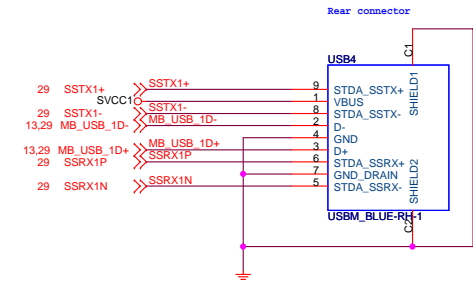 Rear connector
USB4
C1
29 SSTX1+ SSTX1+ 9 STDA_SSTX+
SVCC1 1 VBUS
29 SSTX1- SSTX1- 8 STDA_SSTX-
13,29 MB_USB_1D- MB_USB_1D- 2 D-
4 GND
13,29 MB_USB_1D+ MB_USB_1D+ 3 D+
29 SSRX1P SSRX1P 6 STDA_SSRX+
7 GND_DRAIN
29 SSRX1N SSRX1N 5 STDA_SSRX-
SHIELD1
SHIELD2
USBM_BLUE-RH-1
C2